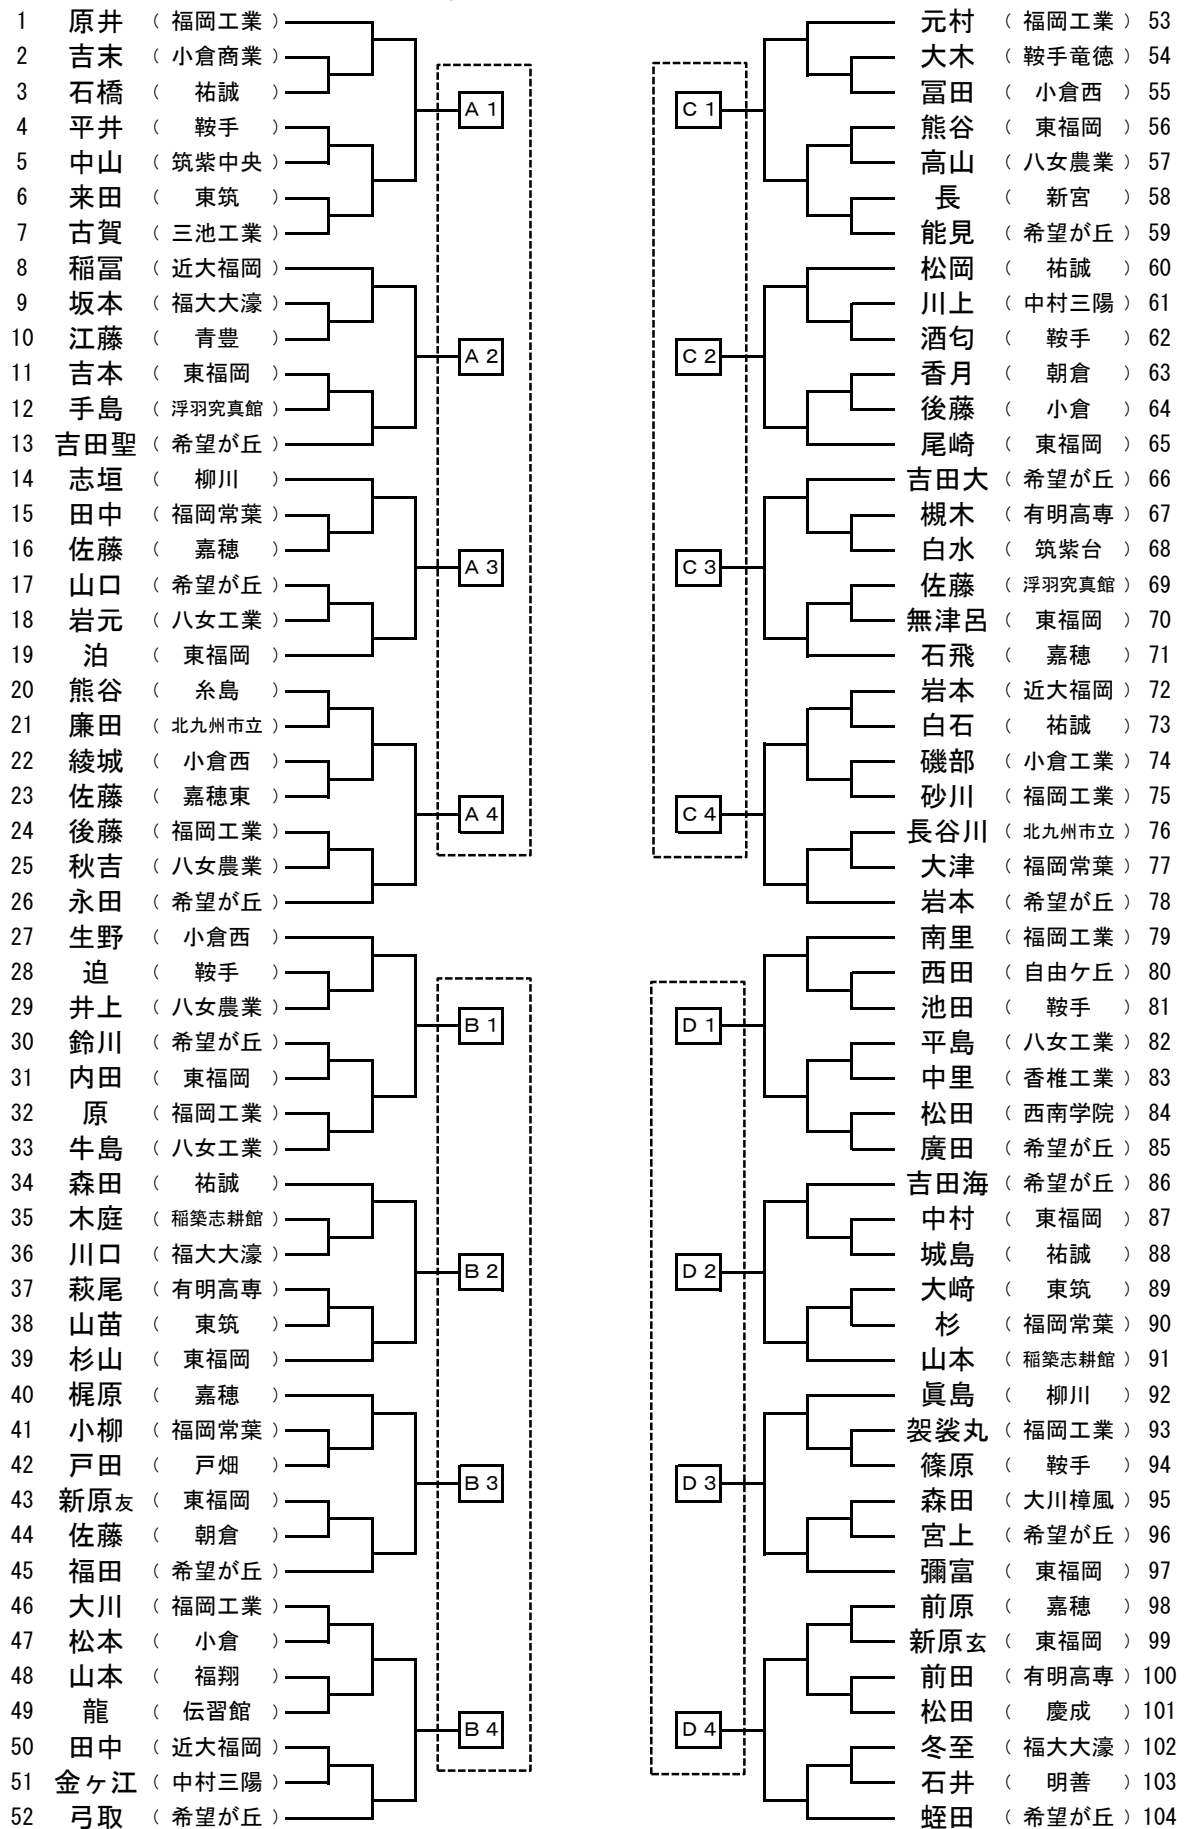 1 原井 （ 福岡工業 ）
2 吉末 （ 小倉商業 ）
3 石橋 （ 祐誠 ）
A 1
4 平井 （ 鞍手 ）
5 中山 （ 筑紫中央 ）
6 来田 （ 東筑 ）
7 古賀 （ 三池工業 ）
8 稲冨 （ 近大福岡 ）
9 坂本 （ 福大大濠 ）
10 江藤 （ 青豊 ）
A 2
11 吉本 （ 東福岡 ）
12 手島 （ 浮羽究真館 ）
13 吉田聖 （ 希望が丘 ）
14 志垣 （ 柳川 ）
15 田中 （ 福岡常葉 ）
16 佐藤 （ 嘉穂 ）
A 3
17 山口 （ 希望が丘 ）
18 岩元 （ 八女工業 ）
19 泊 （ 東福岡 ）
20 熊谷 （ 糸島 ）
21 廉田 （ 北九州市立 ）
22 綾城 （ 小倉西 ）
23 佐藤 （ 嘉穂東 ）
A 4
24 後藤 （ 福岡工業 ）
25 秋吉 （ 八女農業 ）
26 永田 （ 希望が丘 ）
27 生野 （ 小倉西 ）
28 迫 （ 鞍手 ）
29 井上 （ 八女農業 ）
B 1
30 鈴川 （ 希望が丘 ）
31 内田 （ 東福岡 ）
32 原 （ 福岡工業 ）
33 牛島 （ 八女工業 ）
34 森田 （ 祐誠 ）
35 木庭 （ 稲築志耕館 ）
36 川口 （ 福大大濠 ）
B 2
37 萩尾 （ 有明高専 ）
38 山苗 （ 東筑 ）
39 杉山 （ 東福岡 ）
40 梶原 （ 嘉穂 ）
41 小柳 （ 福岡常葉 ）
42 戸田 （ 戸畑 ）
B 3
43 新原友 （ 東福岡 ）
44 佐藤 （ 朝倉 ）
45 福田 （ 希望が丘 ）
46 大川 （ 福岡工業 ）
47 松本 （ 小倉 ）
48 山本 （ 福翔 ）
49 龍 （ 伝習館 ）
B 4
50 田中 （ 近大福岡 ）
51 金ヶ江 （ 中村三陽 ）
52 弓取 （ 希望が丘 ）
元村 （ 福岡工業 ） 53
大木 （ 鞍手竜徳 ） 54
冨田 （ 小倉西 ） 55
C 1
熊谷 （ 東福岡 ） 56
高山 （ 八女農業 ） 57
長 （ 新宮 ） 58
能見 （ 希望が丘 ） 59
松岡 （ 祐誠 ） 60
川上 （ 中村三陽 ） 61
酒匂 （ 鞍手 ） 62
C 2
香月 （ 朝倉 ） 63
後藤 （ 小倉 ） 64
尾崎 （ 東福岡 ） 65
吉田大 （ 希望が丘 ） 66
槻木 （ 有明高専 ） 67
白水 （ 筑紫台 ） 68
C 3
佐藤 （ 浮羽究真館 ） 69
無津呂 （ 東福岡 ） 70
石飛 （ 嘉穂 ） 71
岩本 （ 近大福岡 ） 72
白石 （ 祐誠 ） 73
磯部 （ 小倉工業 ） 74
砂川 （ 福岡工業 ） 75
C 4
長谷川 （ 北九州市立 ） 76
大津 （ 福岡常葉 ） 77
岩本 （ 希望が丘 ） 78
南里 （ 福岡工業 ） 79
西田 （ 自由ケ丘 ） 80
池田 （ 鞍手 ） 81
D 1
平島 （ 八女工業 ） 82
中里 （ 香椎工業 ） 83
松田 （ 西南学院 ） 84
廣田 （ 希望が丘 ） 85
吉田海 （ 希望が丘 ） 86
中村 （ 東福岡 ） 87
城島 （ 祐誠 ） 88
D 2
大﨑 （ 東筑 ） 89
杉 （ 福岡常葉 ） 90
山本 （ 稲築志耕館 ） 91
眞島 （ 柳川 ） 92
袈裟丸 （ 福岡工業 ） 93
篠原 （ 鞍手 ） 94
D 3
森田 （ 大川樟風 ） 95
宮上 （ 希望が丘 ） 96
彌富 （ 東福岡 ） 97
前原 （ 嘉穂 ） 98
新原玄 （ 東福岡 ） 99
前田 （ 有明高専 ） 100
松田 （ 慶成 ） 101
D 4
冬至 （ 福大大濠 ） 102
石井 （ 明善 ） 103
蛭田 （ 希望が丘 ） 104